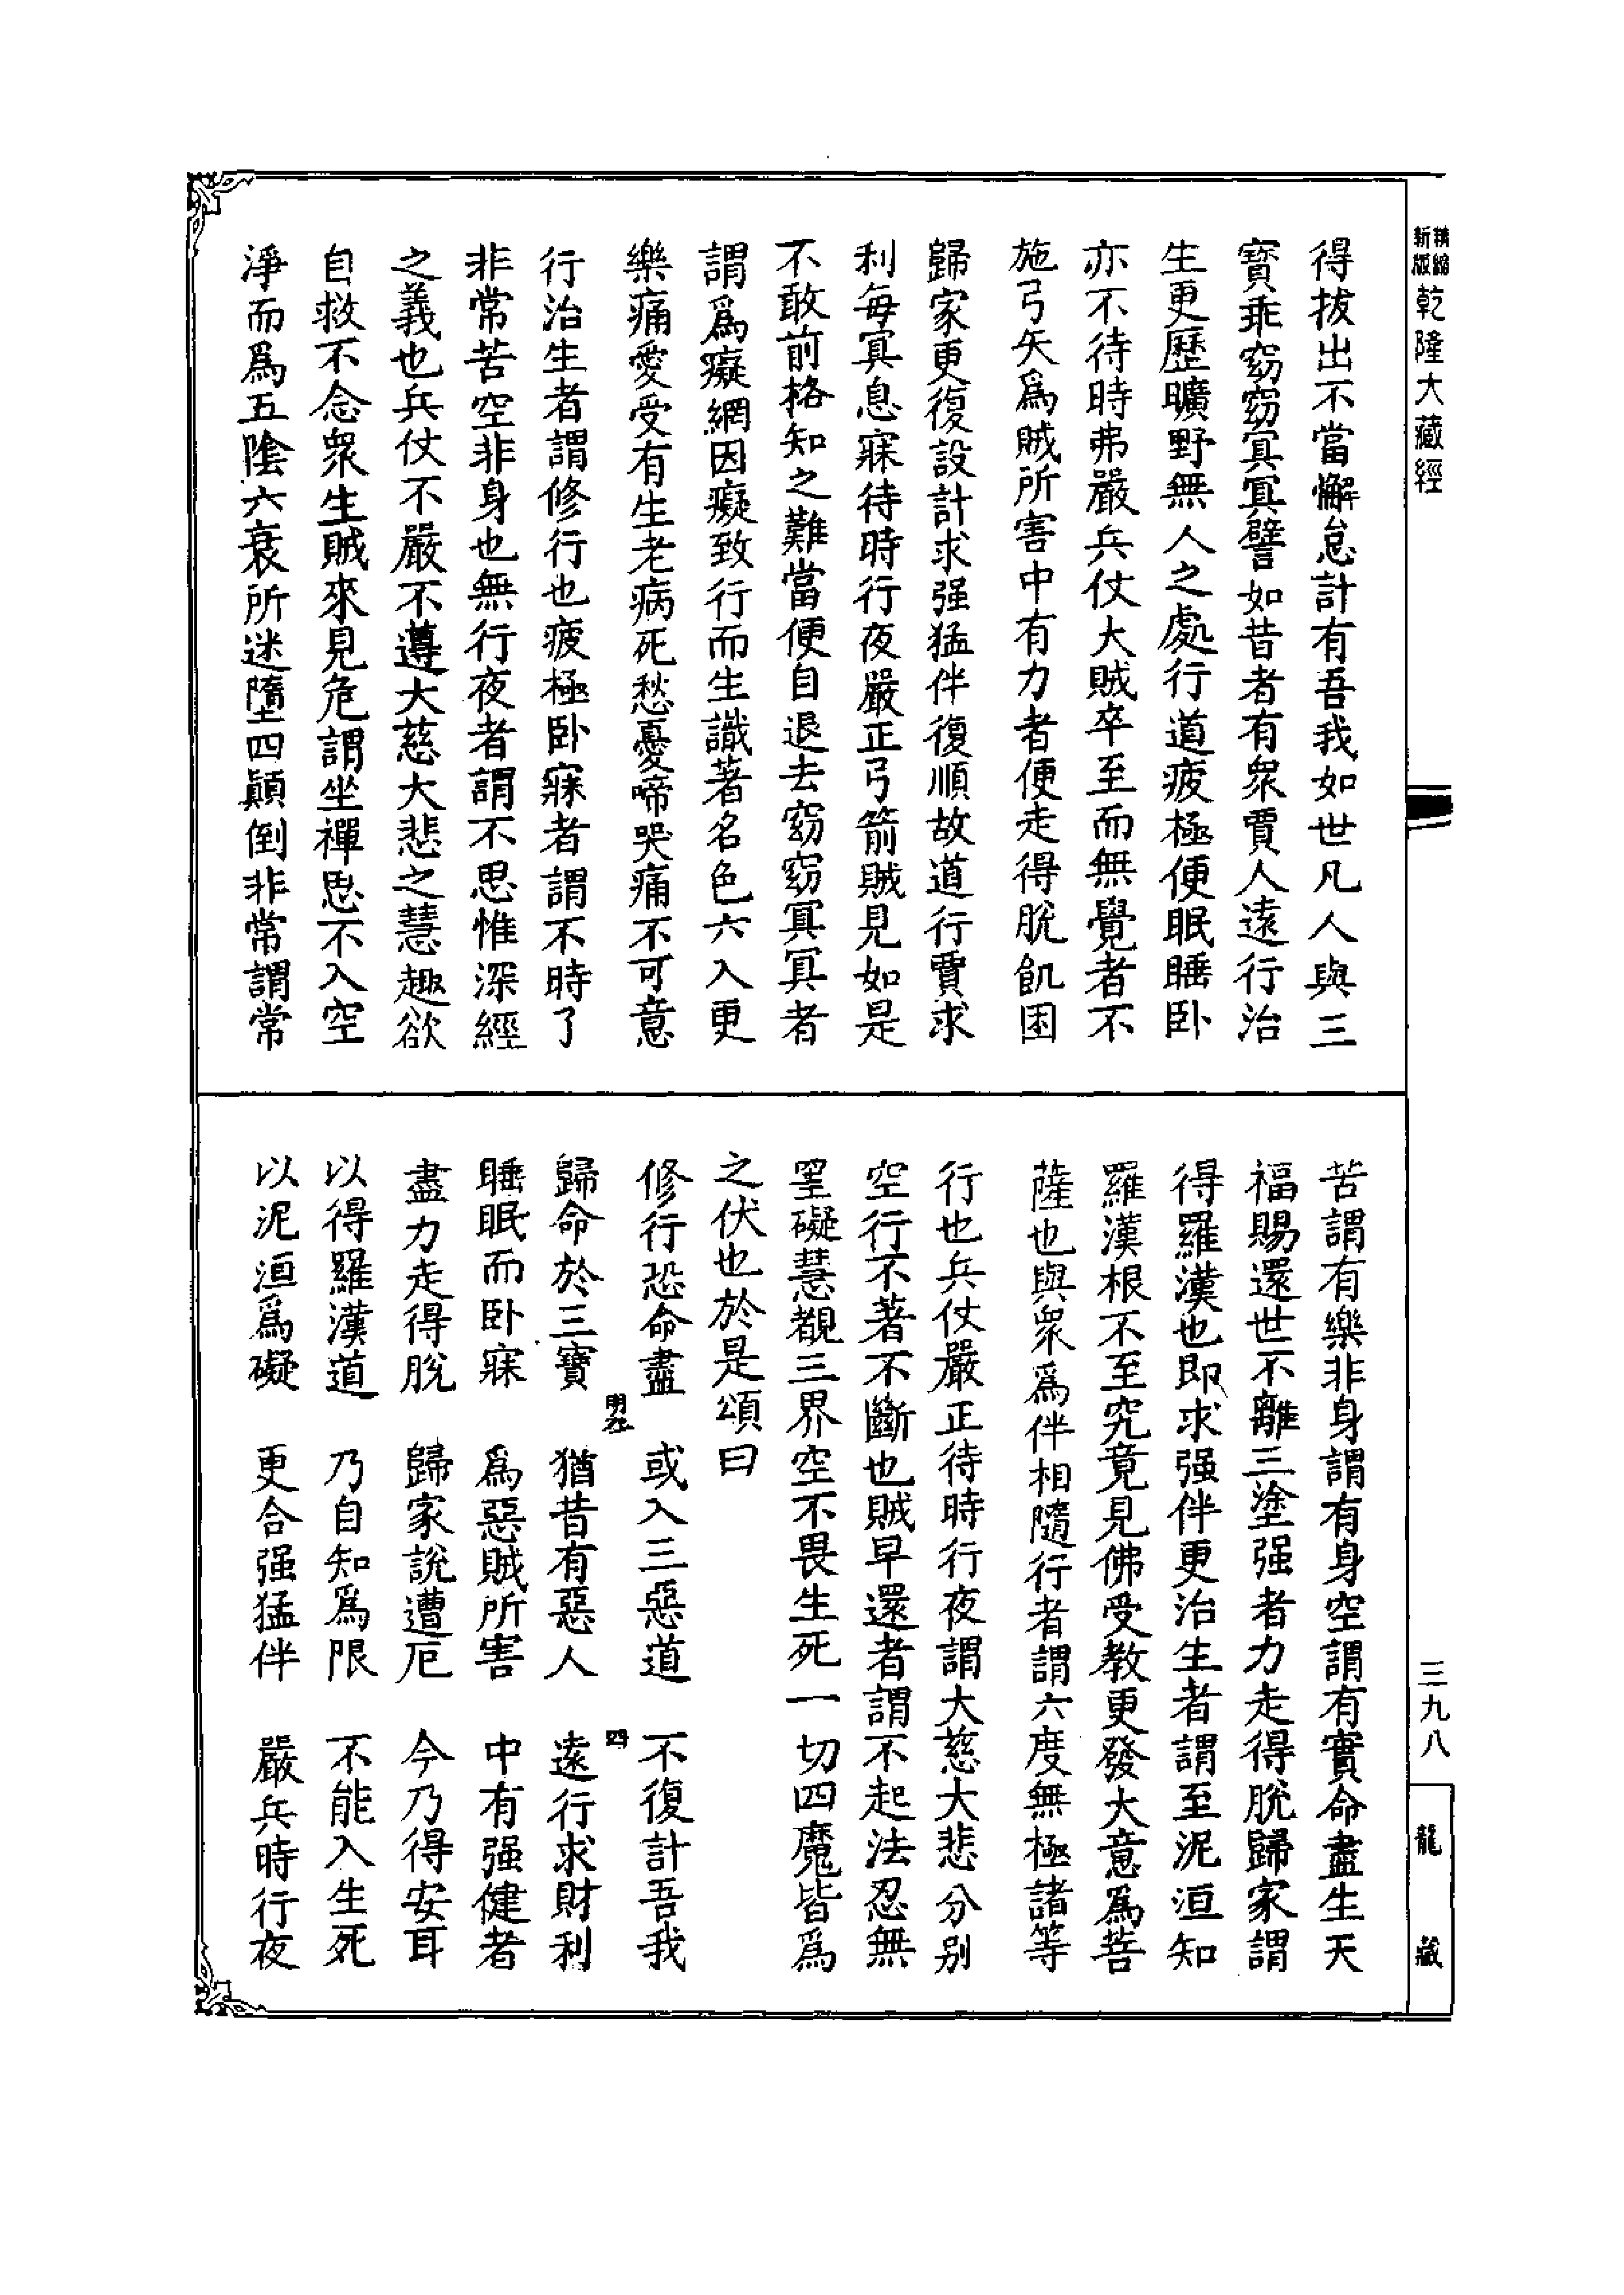 精縮新版乾隆大藏經
三九八
龍藏
得拔出不當懈怠計有吾我如世凡人與三
寶乖窈窈冥冥譬如昔者有衆賈人遠行治
生更歷曠野無人之處行道疲極便眠睡卧
亦不待時弗嚴兵仗大賊卒至而無覺者不
施弓矢爲賊所害中有力者便走得脫飢困
歸家更復設計求强猛伴復順故道行賈求
利每冥息寐待時行夜嚴正弓箭賊見如是
不敢前格知之難當便自退去窈窈冥冥者
謂爲癡網因癡致行而生識著名色六入更
樂痛愛受有生老病死愁憂啼哭痛不可意
行治生者謂修行也疲極卧寐者謂不時了
非常苦空非身也無行夜者謂不思惟深經
之義也兵仗不嚴不遵大慈大悲之慧趣欲
自救不念衆生賊來見危謂坐禪思不入空
淨而爲五陰六衰所迷墮四顛倒非常謂常
苦謂有樂非身謂有身空謂有實命盡生天
福賜還世不離三塗强者力走得脫歸家謂
得羅漢也即求强伴更治生者謂至泥洹知
羅漢根不至究竟見佛受教更發大意爲菩
薩也與衆爲伴相隨行者謂六度無極諸等
行也兵仗嚴正待時行夜謂大慈大悲分别
空行不著不斷也賊早還者謂不起法忍無
罣礙慧覩三界空不畏生死一切四魔皆爲
之伏也於是頌曰
修行恐命盡 或入三惡道 不復計吾我
四
歸命於三寶 猶昔有惡人 遠行求財利
睡眠而卧寐 爲惡賊所害 中有强健者
盡力走得脫 歸家說遭厄 今乃得安耳
以得羅漢道 乃自知爲限 不能入生死
以泥洹爲礙 更合强猛伴 嚴兵時行夜